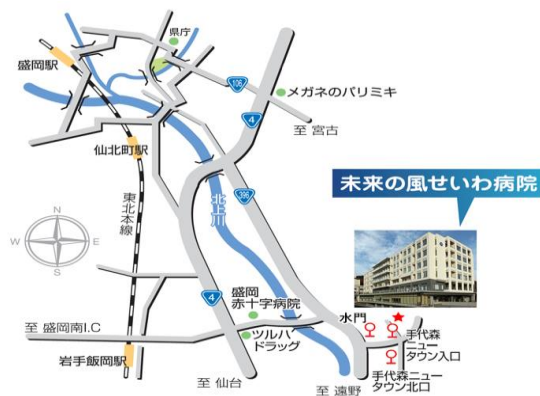 県庁
盛岡駅
106
メガネのパリミキ
4
至 宮古
仙北町駅
未来の風せいわ病院
396
北上川
東北本線
N
W
E
S
4
盛岡
赤十字病院
水門
至 盛岡南I.C
ツルハ
ドラッグ
手代森
ニュー
タウン入口
岩手飯岡駅
至 仙台
至 遠野
手代森ニュー
タウン北口